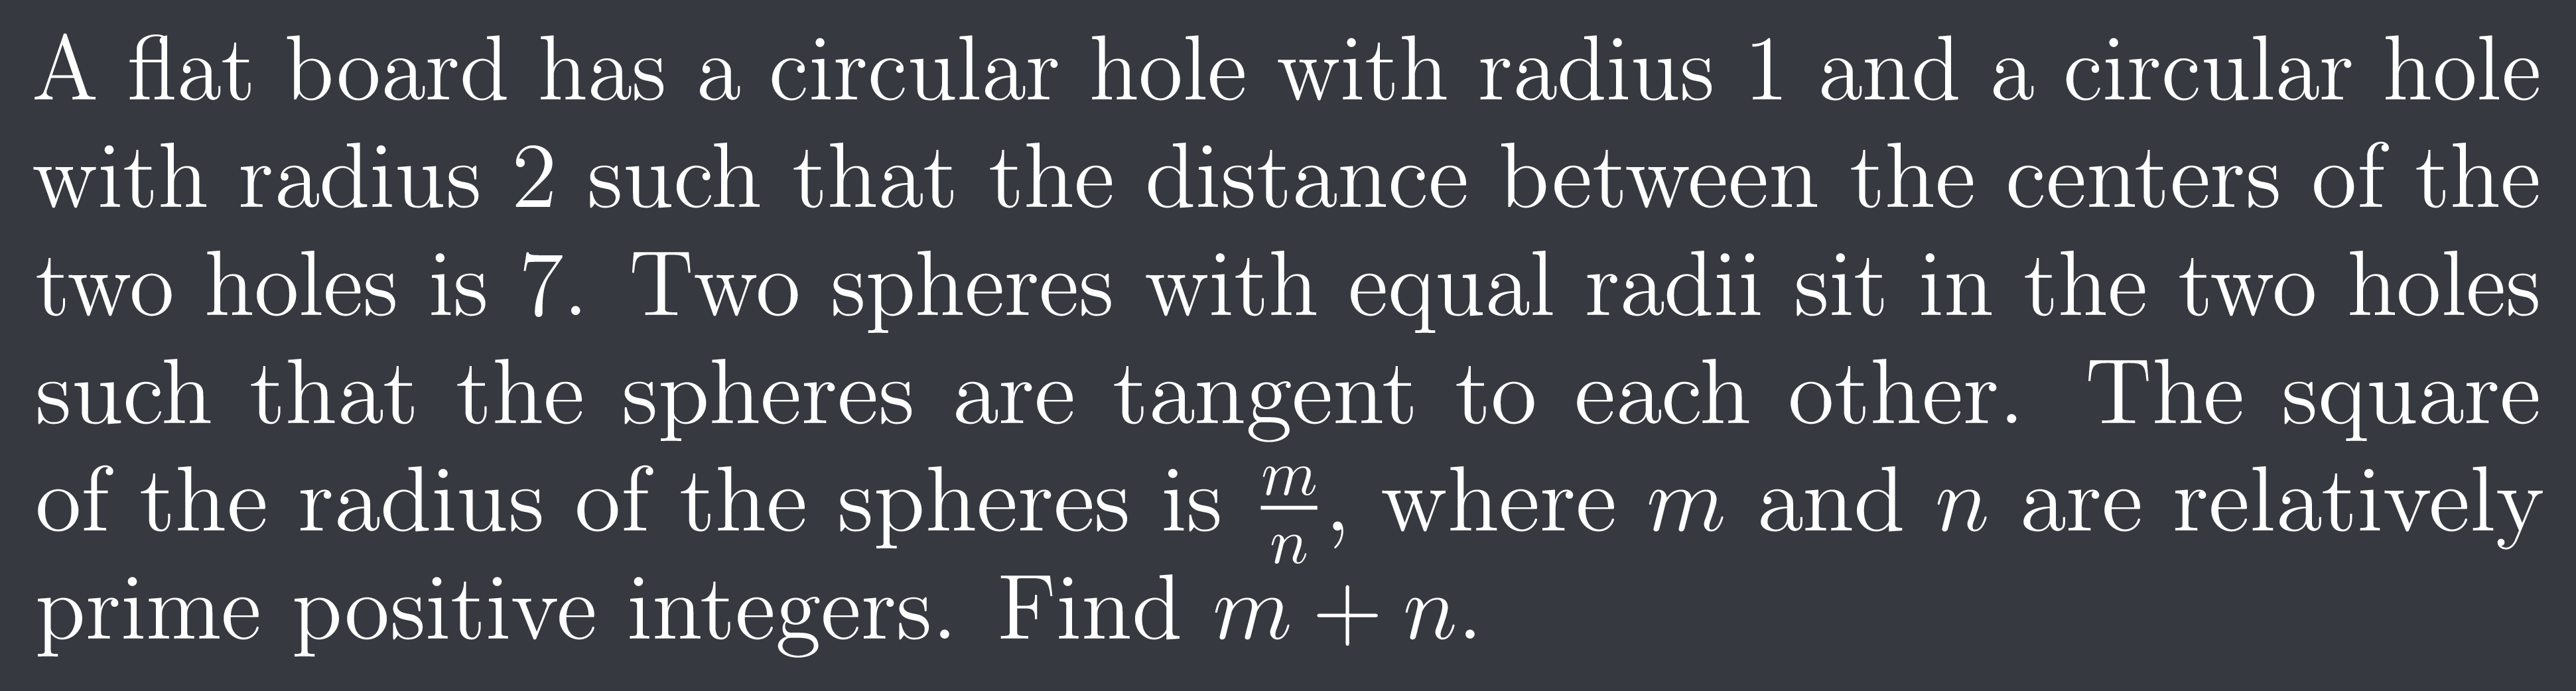 A flat board has a circular hole with radius 1 and a circular hole
with radius 2 such that the distance between the centers of the
two holes is 7. Two spheres with equal radii sit in the two holes
such that the spheres are tangent to each other. The square
of the radius of the spheres is $\frac{m}{n}$, where $m$ and $n$ are relatively
prime positive integers. Find $m + n$.